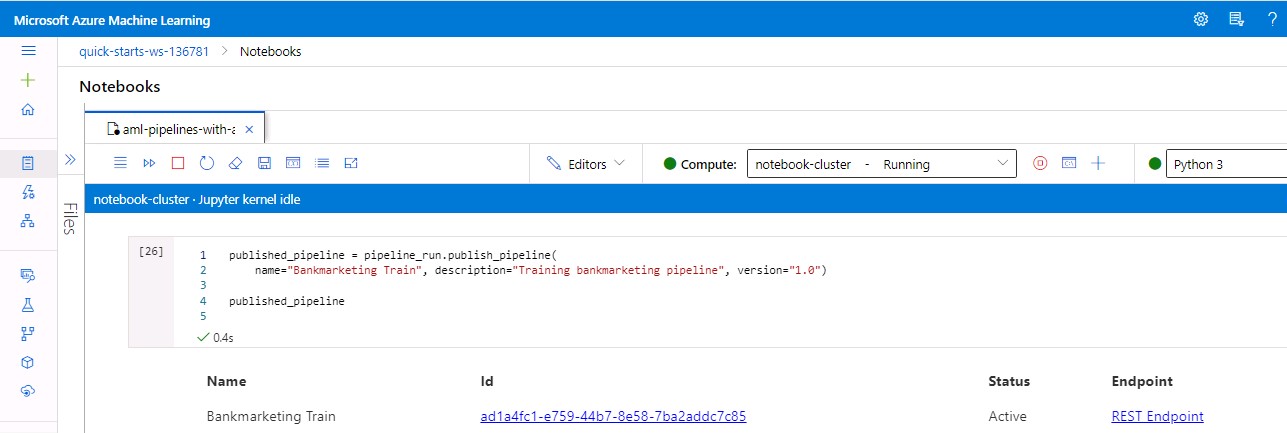 Microsoft Azure Machine Learning
quick-starts-ws-136781 > Notebooks
Notebooks
aml-pipelines-with-a
Editors
Compute: notebook-cluster - Running
Python 3
Files
notebook-cluster · Jupyter kernel idle
[26]
1 published_pipeline = pipeline_run.publish_pipeline(
2 name="Bankmarketing Train", description="Training bankmarketing pipeline", version="1.0")
3
4 published_pipeline
5
0.4s
Name Id Status Endpoint
Bankmarketing Train ad1a4fc1-e759-44b7-8e58-7ba2addc7c85 Active REST Endpoint